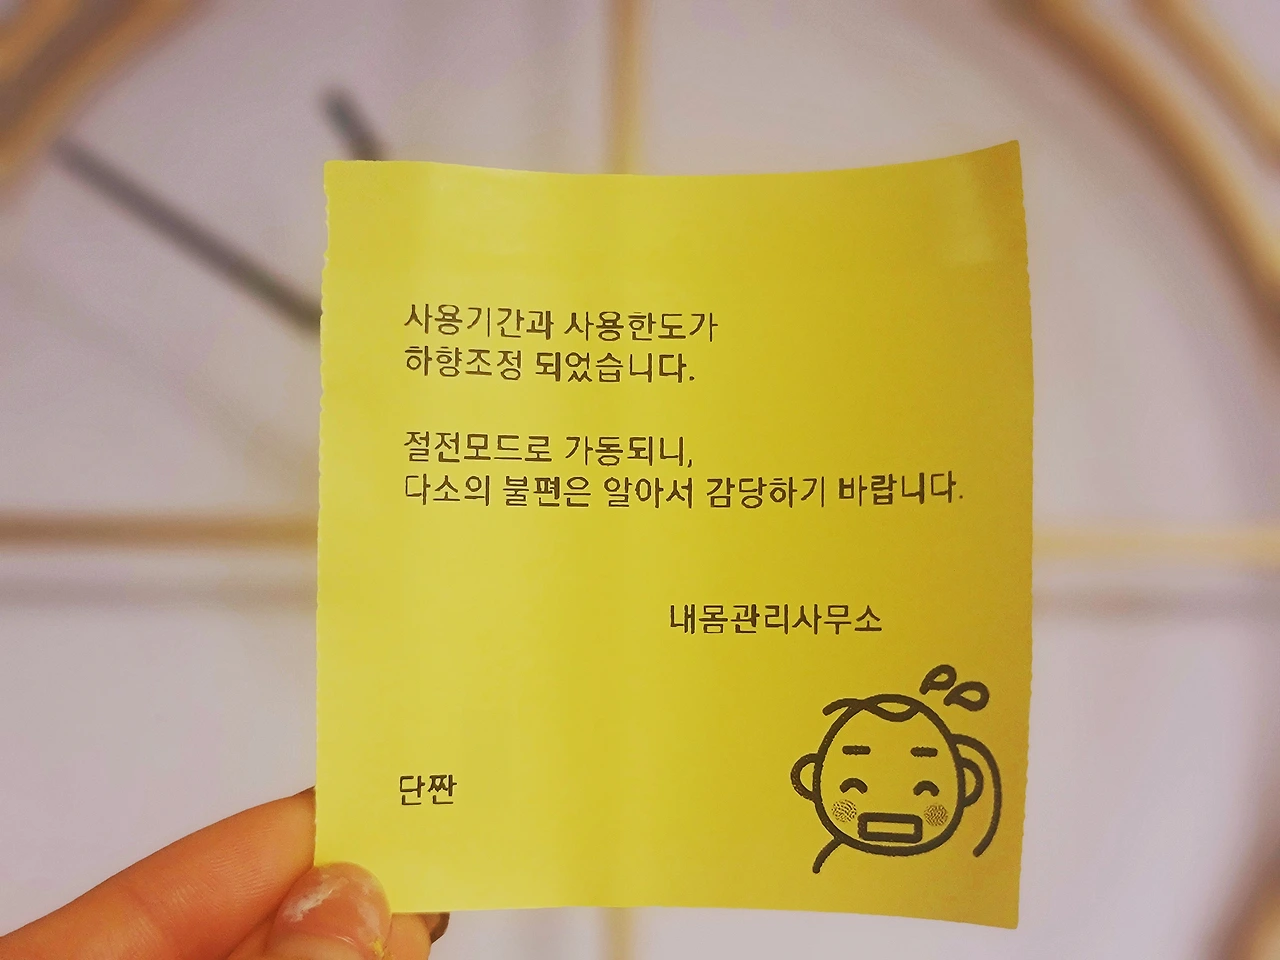 사용기간과 사용한도가
하향조정 되었습니다.
절전모드로 가동되니,
다소의 불편은 알아서 감당하기 바랍니다.
내몸관리사무소
단짠